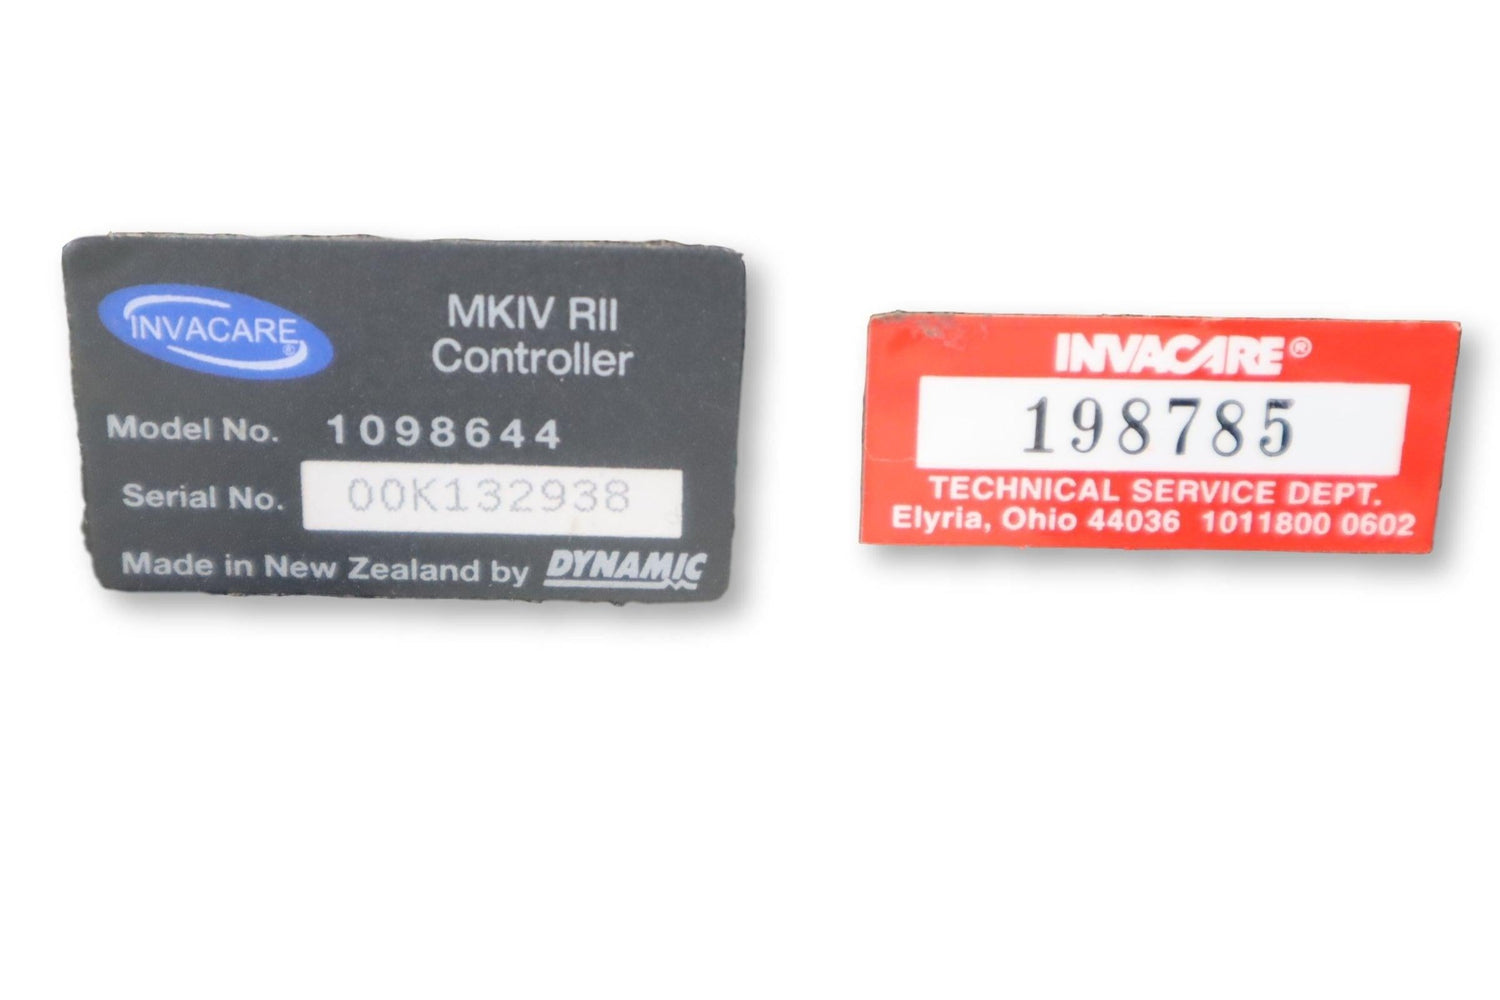 INVACARE®
MKIV RII
Controller
Model No. 1098644
Serial No. 00K132938
Made in New Zealand by DYNAMIC
INVACARE®
198785
TECHNICAL SERVICE DEPT.
Elyria, Ohio 44036 1011800 0602